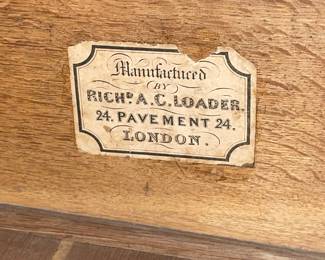 Manufactured
BY
RICHD. A. C. LOADER.
24. PAVEMENT 24.
LONDON.